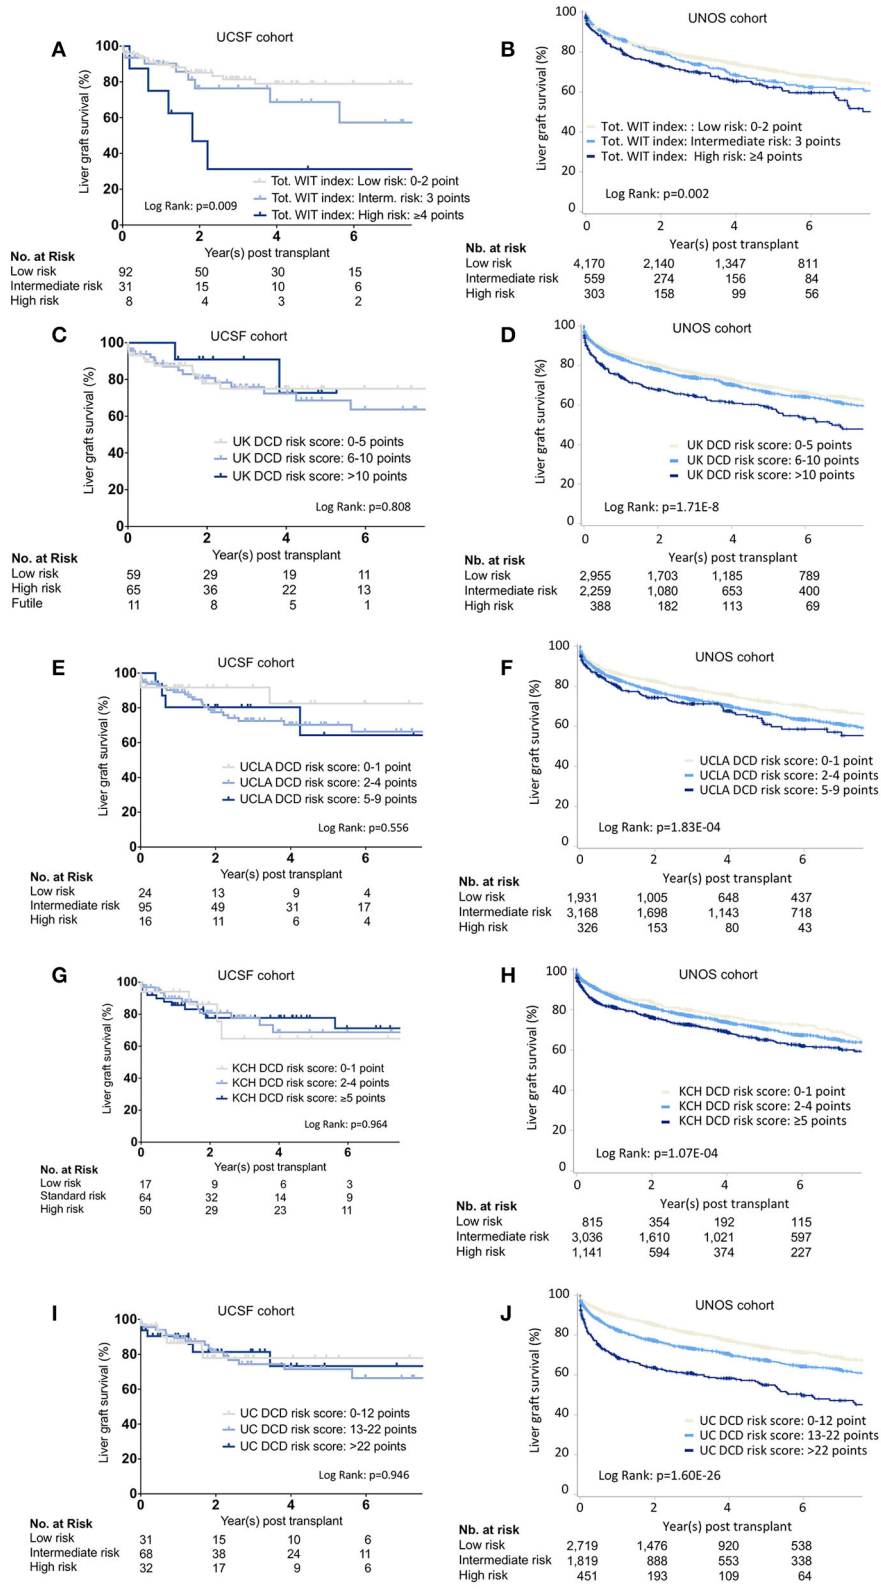 A
UCSF cohort
Liver graft survival (%)
100
80
60
40
20
0
Tot. WIT index: Low risk: 0-2 point
Tot. WIT index: Interm. risk: 3 points
Tot. WIT index: High risk: ≥4 points
Log Rank: p=0.009
0 2 4 6
Year(s) post transplant
No. at Risk
Low risk 92 50 30 15
Intermediate risk 31 15 10 6
High risk 8 4 3 2
B
UNOS cohort
Liver graft survival (%)
100
80
60
40
20
0
Tot. WIT index: : Low risk: 0-2 point
Tot. WIT index: Intermediate risk: 3 points
Tot. WIT index: High risk: ≥4 points
Log Rank: p=0.002
0 2 4 6
Year(s) post transplant
Nb. at risk
Low risk 4,170 2,140 1,347 811
Intermediate risk 559 274 156 84
High risk 303 158 99 56
C
UCSF cohort
Liver graft survival (%)
100
80
60
40
20
0
UK DCD risk score: 0-5 points
UK DCD risk score: 6-10 points
UK DCD risk score: >10 points
Log Rank: p=0.808
0 2 4 6
Year(s) post transplant
No. at Risk
Low risk 59 29 19 11
High risk 65 36 22 13
Futile 11 8 5 1
D
UNOS cohort
Liver graft survival (%)
100
80
60
40
20
0
UK DCD risk score: 0-5 points
UK DCD risk score: 6-10 points
UK DCD risk score: >10 points
Log Rank: p=1.71E-8
0 2 4 6
Year(s) post transplant
Nb. at risk
Low risk 2,955 1,703 1,185 789
Intermediate risk 2,259 1,080 653 400
High risk 388 182 113 69
E
UCSF cohort
Liver graft survival (%)
100
80
60
40
20
0
UCLA DCD risk score: 0-1 point
UCLA DCD risk score: 2-4 points
UCLA DCD risk score: 5-9 points
Log Rank: p=0.556
0 2 4 6
Year(s) post transplant
No. at Risk
Low risk 24 13 9 4
Intermediate risk 95 49 31 17
High risk 16 11 6 4
F
UNOS cohort
Liver graft survival (%)
100
80
60
40
20
0
UCLA DCD risk score: 0-1 point
UCLA DCD risk score: 2-4 points
UCLA DCD risk score: 5-9 points
Log Rank: p=1.83E-04
0 2 4 6
Year(s) post transplant
Nb. at risk
Low risk 1,931 1,005 648 437
Intermediate risk 3,168 1,698 1,143 718
High risk 326 153 80 43
G
UCSF cohort
Liver graft survival (%)
100
80
60
40
20
0
KCH DCD risk score: 0-1 point
KCH DCD risk score: 2-4 points
KCH DCD risk score: ≥5 points
Log Rank: p=0.964
0 2 4 6
Year(s) post transplant
No. at Risk
Low risk 17 9 6 3
Standard risk 64 32 14 9
High risk 50 29 23 11
H
UNOS cohort
Liver graft survival (%)
100
80
60
40
20
0
KCH DCD risk score: 0-1 point
KCH DCD risk score: 2-4 points
KCH DCD risk score: ≥5 points
Log Rank: p=1.07E-04
0 2 4 6
Year(s) post transplant
Nb. at risk
Low risk 815 354 192 115
Intermediate risk 3,036 1,610 1,021 597
High risk 1,141 594 374 227
I
UCSF cohort
Liver graft survival (%)
100
80
60
40
20
0
UC DCD risk score: 0-12 points
UC DCD risk score: 13-22 points
UC DCD risk score: >22 points
Log Rank: p=0.946
0 2 4 6
Year(s) post transplant
No. at Risk
Low risk 31 15 10 6
Intermediate risk 68 38 24 11
High risk 32 17 9 6
J
UNOS cohort
Liver graft survival (%)
100
80
60
40
20
0
UC DCD risk score: 0-12 point
UC DCD risk score: 13-22 points
UC DCD risk score: >22 points
Log Rank: p=1.60E-26
0 2 4 6
Year(s) post transplant
Nb. at risk
Low risk 2,719 1,476 920 538
Intermediate risk 1,819 888 553 338
High risk 451 193 109 64